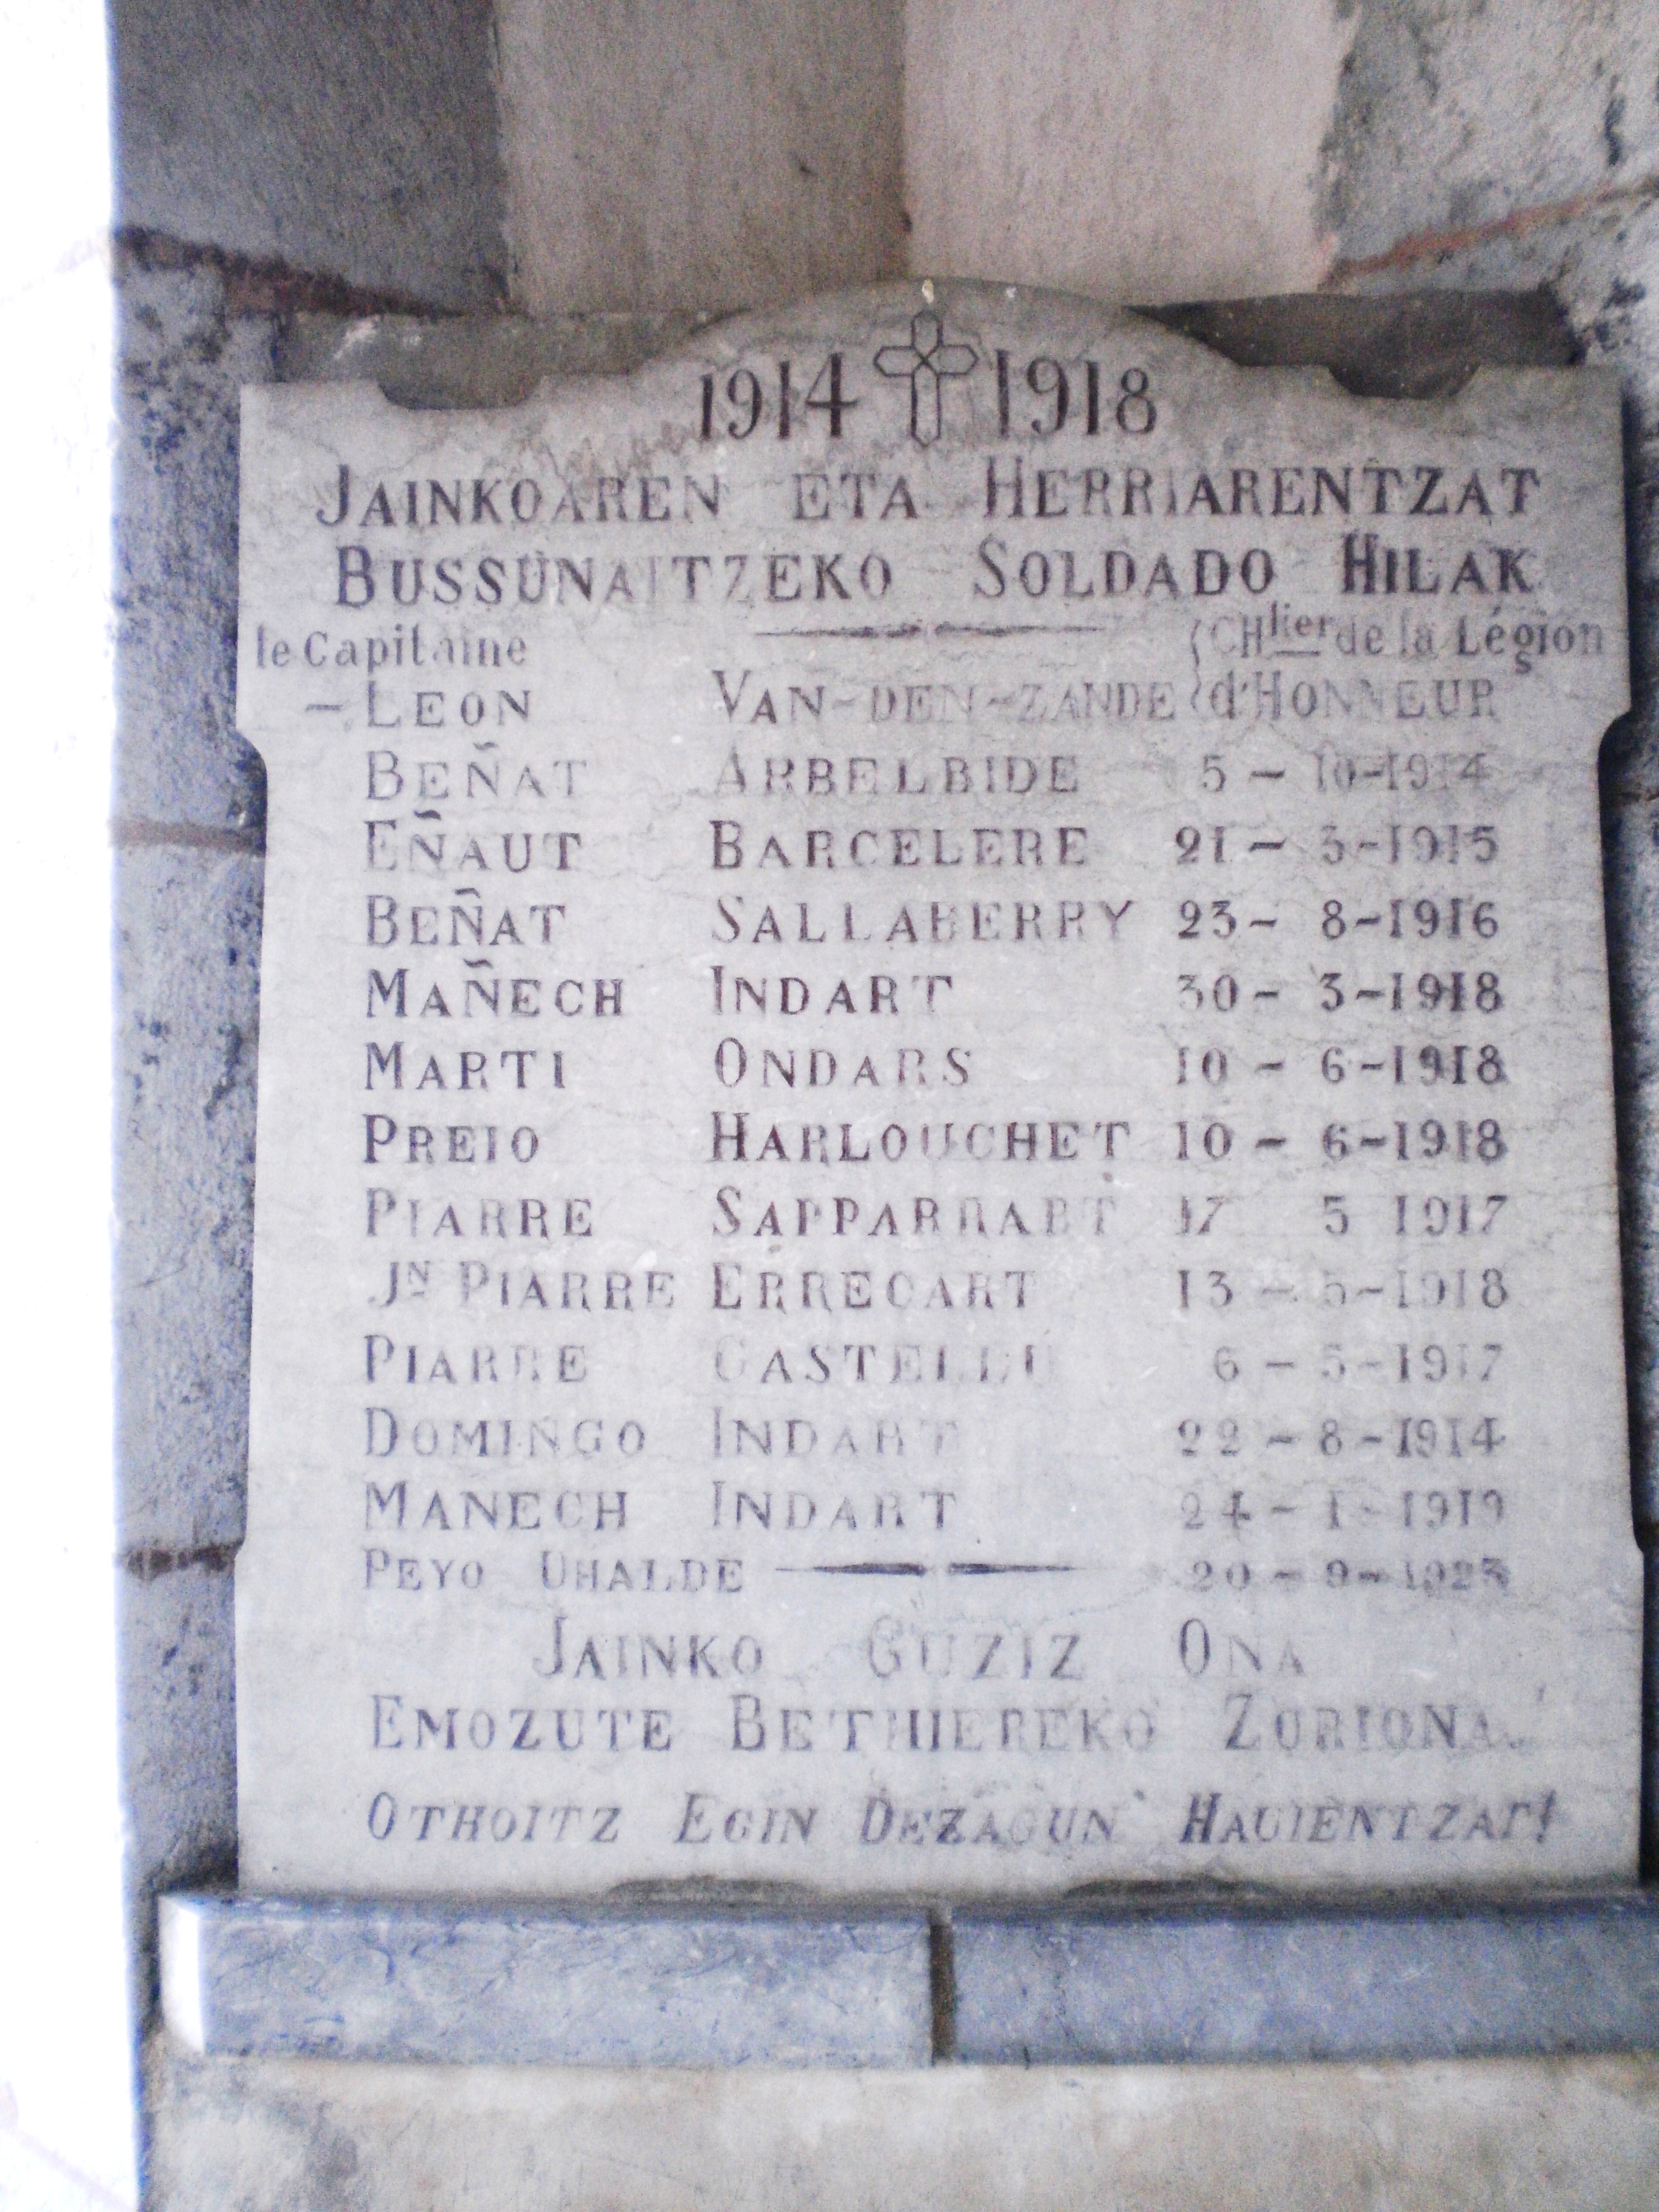 1914 1918
JAINKOAREN ETA HERRIARENTZAT
BUSSUNAITZEKO SOLDADO HILAK
le Capitaine
– LEON VAN-DEN-ZANDE {CHlier de la Légion d'HONNEUR
BEÑAT ARBELBIDE 5 – 10-1914
EÑAUT BARCELERE 21 – 3-1915
BEÑAT SALLABERRY 23 – 8-1916
MAÑECH INDART 30 – 3-1918
MARTI ONDARS 10 – 6-1918
PREIO HARLOUCHET 10 – 6-1918
PIARRE SAPPARRART 17 5 1917
JN PIARRE ERRECART 13 – 5-1918
PIARRE CASTELLU 6 – 5-1917
DOMINGO INDART 22 – 8-1914
MANECH INDART 24 – 1-1919
PEYO UHALDE 20 – 9-1923
JAINKO GUZIZ ONA
EMOZUTE BETHIEREKO ZORIONA!
OTHOITZ EGIN DEZAGUN HAUIENTZAT!